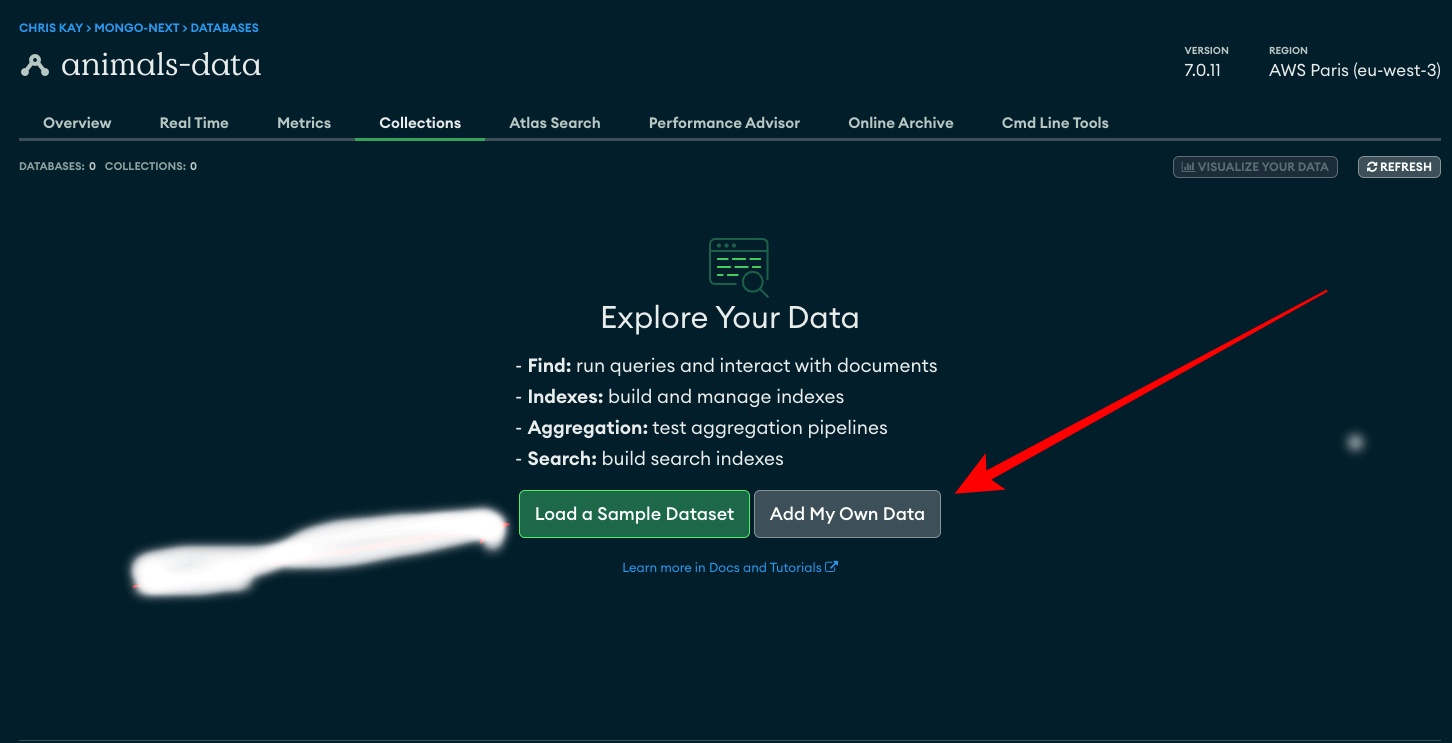 CHRIS KAY > MONGO-NEXT > DATABASES
animals-data
VERSION REGION
7.0.11 AWS Paris (eu-west-3)
Overview Real Time Metrics Collections Atlas Search Performance Advisor Online Archive Cmd Line Tools
DATABASES: 0 COLLECTIONS: 0 VISUALIZE YOUR DATA REFRESH
Explore Your Data
- Find: run queries and interact with documents
- Indexes: build and manage indexes
- Aggregation: test aggregation pipelines
- Search: build search indexes
Load a Sample Dataset Add My Own Data
Learn more in Docs and Tutorials